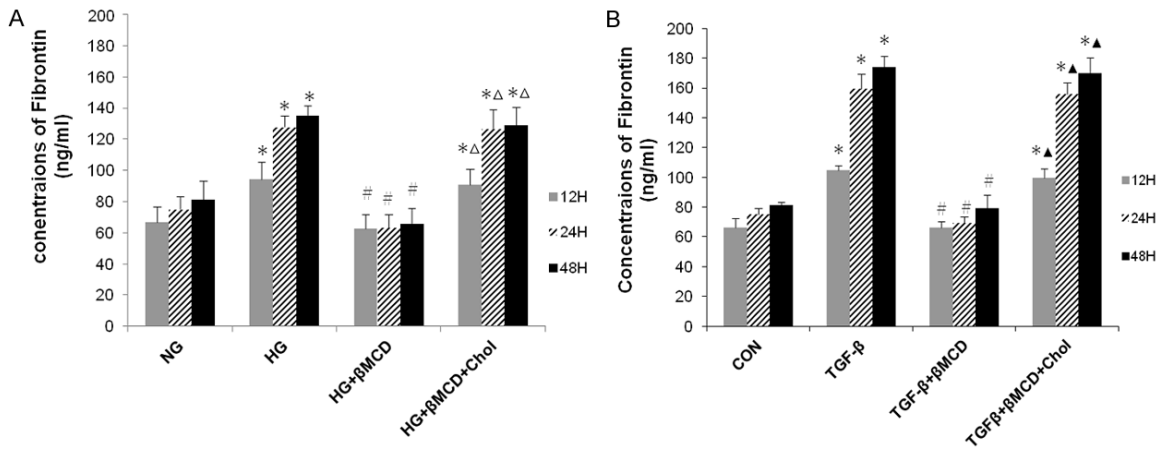 A
conentraions of Fibrontin
(ng/ml)
200
180
160
140
120
100
80
60
40
20
0
* * *
# # #
*△ *△ *△
NG
HG
HG+βMCD
HG+βMCD+Chol
12H
24H
48H
B
Concentraions of Fibrontin
(ng/ml)
200
180
160
140
120
100
80
60
40
20
0
* * *
# # #
*▲ *▲ *▲
CON
TGF-β
TGF-β+βMCD
TGFβ+βMCD+Chol
12H
24H
48H